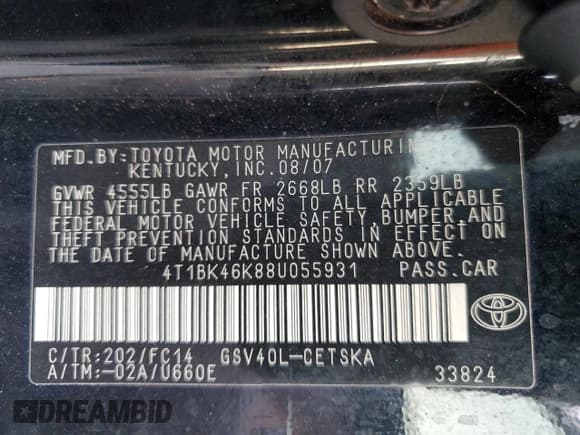 MFD.BY:TOYOTA MOTOR MANUFACTURING
KENTUCKY, INC.08/07
GVWR 4555LB GAWR FR 2668LB RR 2359LB
THIS VEHICLE CONFORMS TO ALL APPLICABLE
FEDERAL MOTOR VEHICLE SAFETY, BUMPER, AND
THEFT PREVENTION STANDARDS IN EFFECT ON
THE DATE OF MANUFACTURE SHOWN ABOVE.
4T1BK46K88U055931 PASS.CAR
C/TR:202/FC14 GSV40L-CETSKA
A/TM:-02A/U660E 33824
DREAMBID